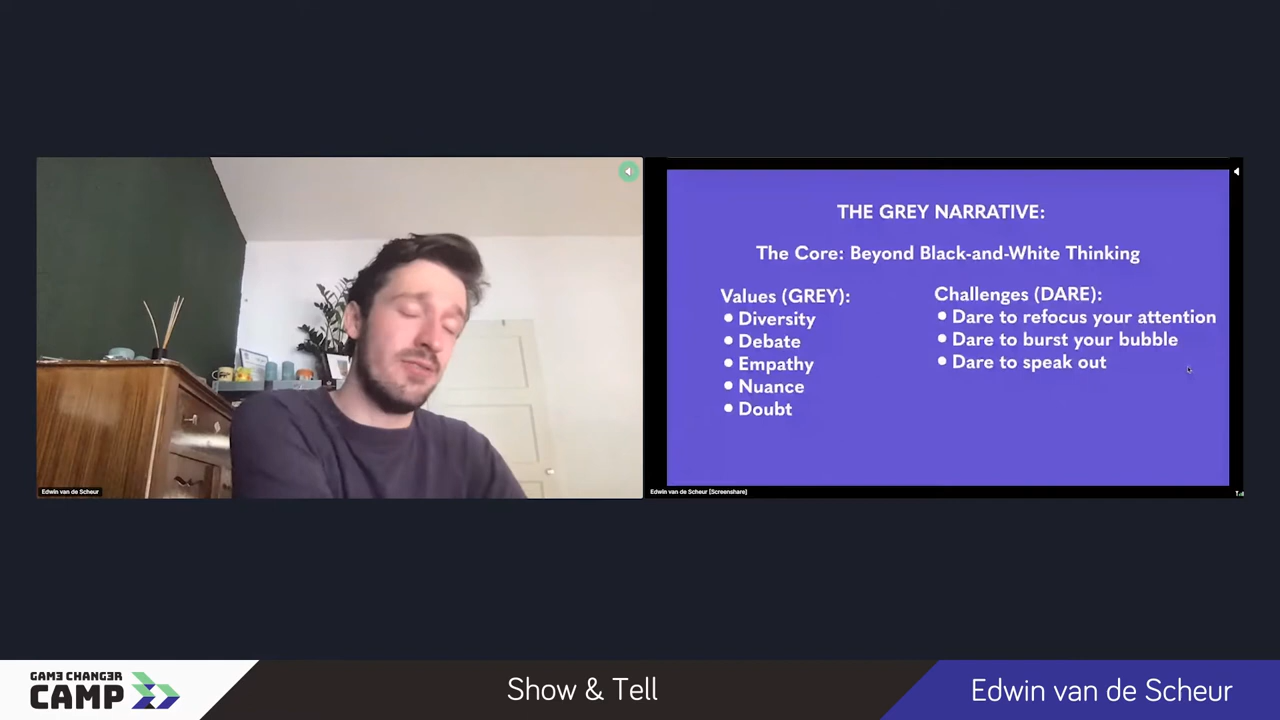 THE GREY NARRATIVE:
The Core: Beyond Black-and-White Thinking
Values (GREY):
● Diversity
● Debate
● Empathy
● Nuance
● Doubt
Challenges (DARE):
● Dare to refocus your attention
● Dare to burst your bubble
● Dare to speak out
Edwin van de Scheur
Edwin van de Scheur [Screenshare]
GAM3 CHANG3R
CAMP
Show & Tell
Edwin van de Scheur